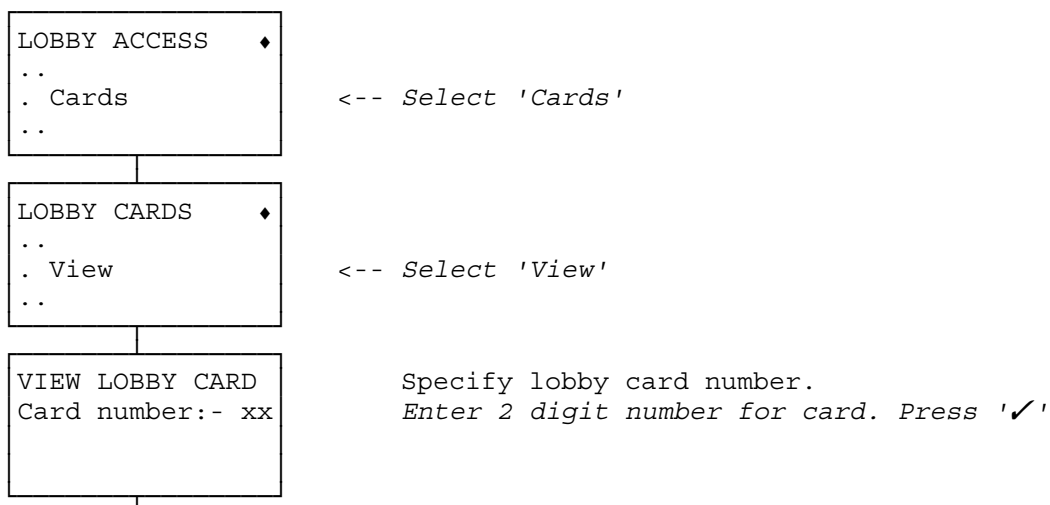 LOBBY ACCESS ♦
..
. Cards <-- Select 'Cards'
..
LOBBY CARDS ♦
..
. View <-- Select 'View'
..
VIEW LOBBY CARD Specify lobby card number.
Card number:- xx Enter 2 digit number for card. Press '✓'